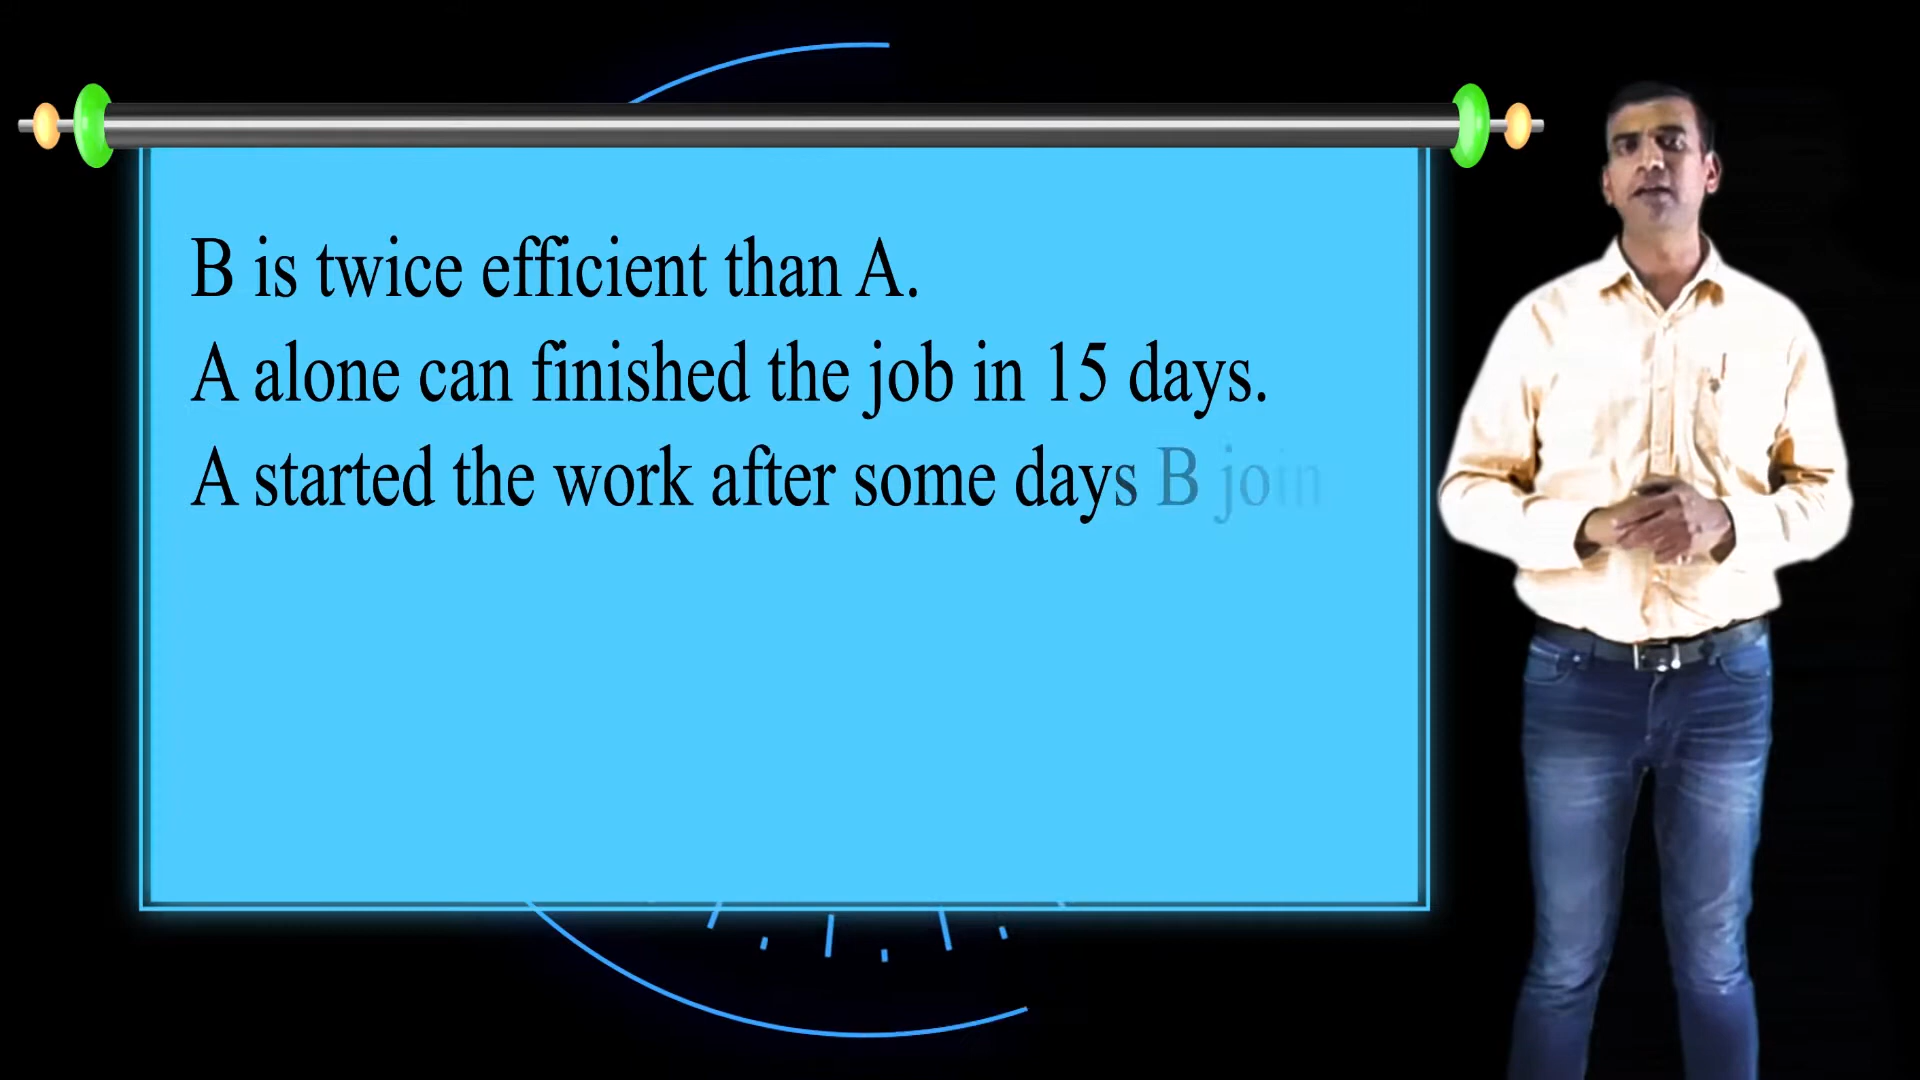 B is twice efficient than A.
A alone can finished the job in 15 days.
A started the work after some days B join